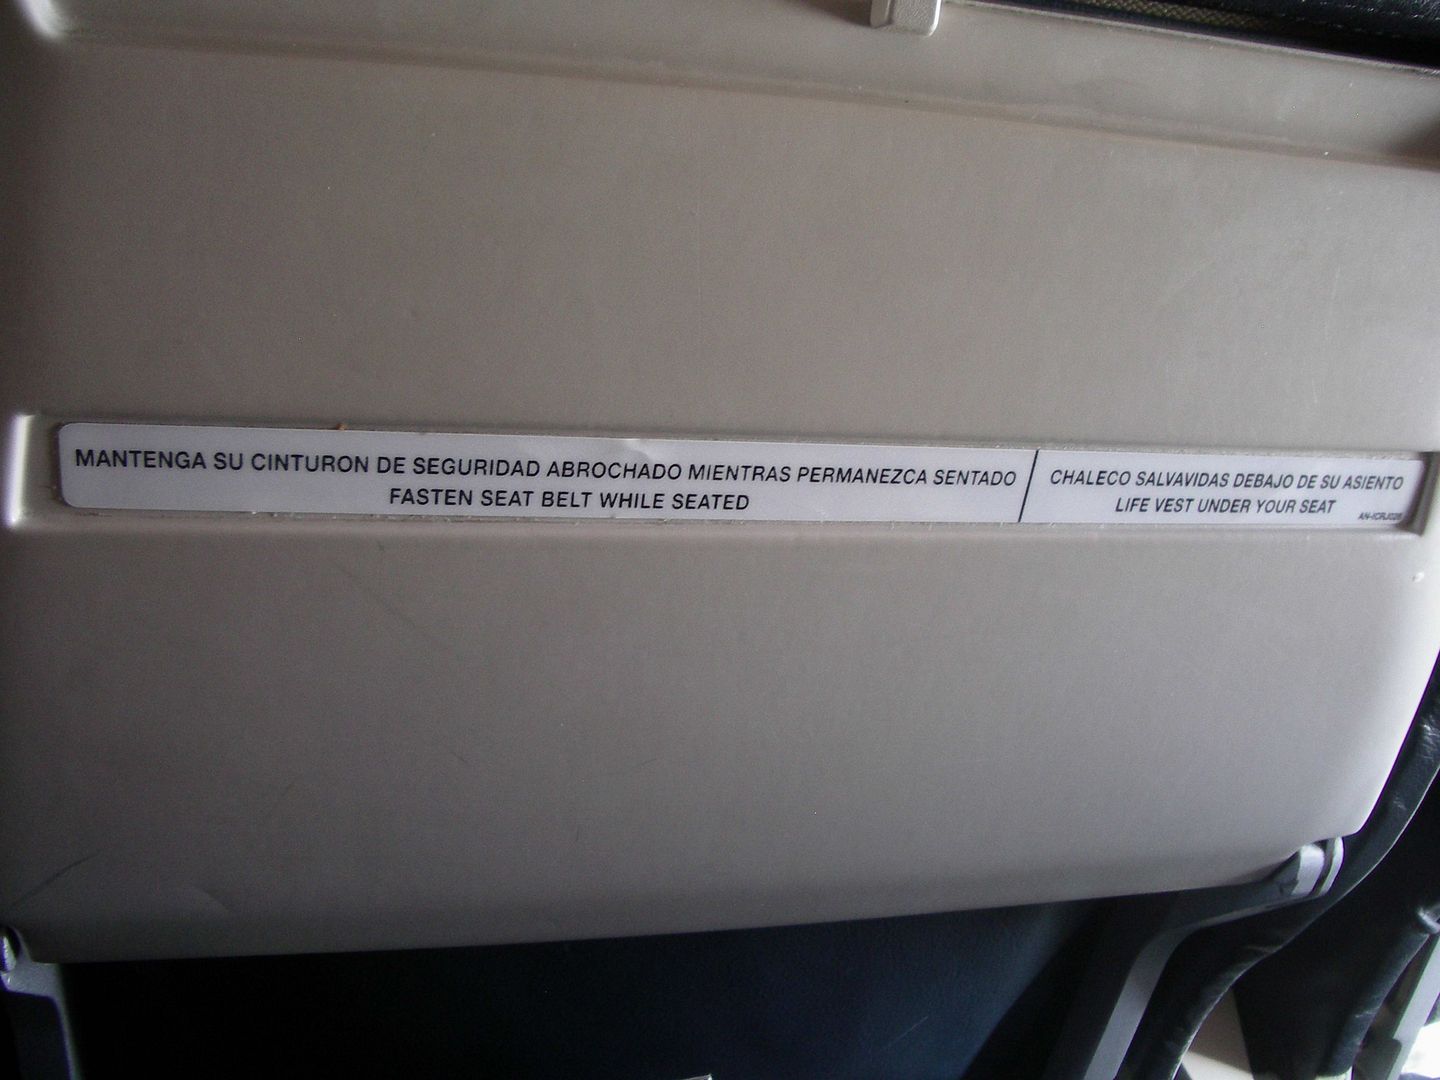 MANTENGA SU CINTURON DE SEGURIDAD ABROCHADO MIENTRAS PERMANEZCA SENTADO
FASTEN SEAT BELT WHILE SEATED
CHALECO SALVAVIDAS DEBAJO DE SU ASIENTO
LIFE VEST UNDER YOUR SEAT